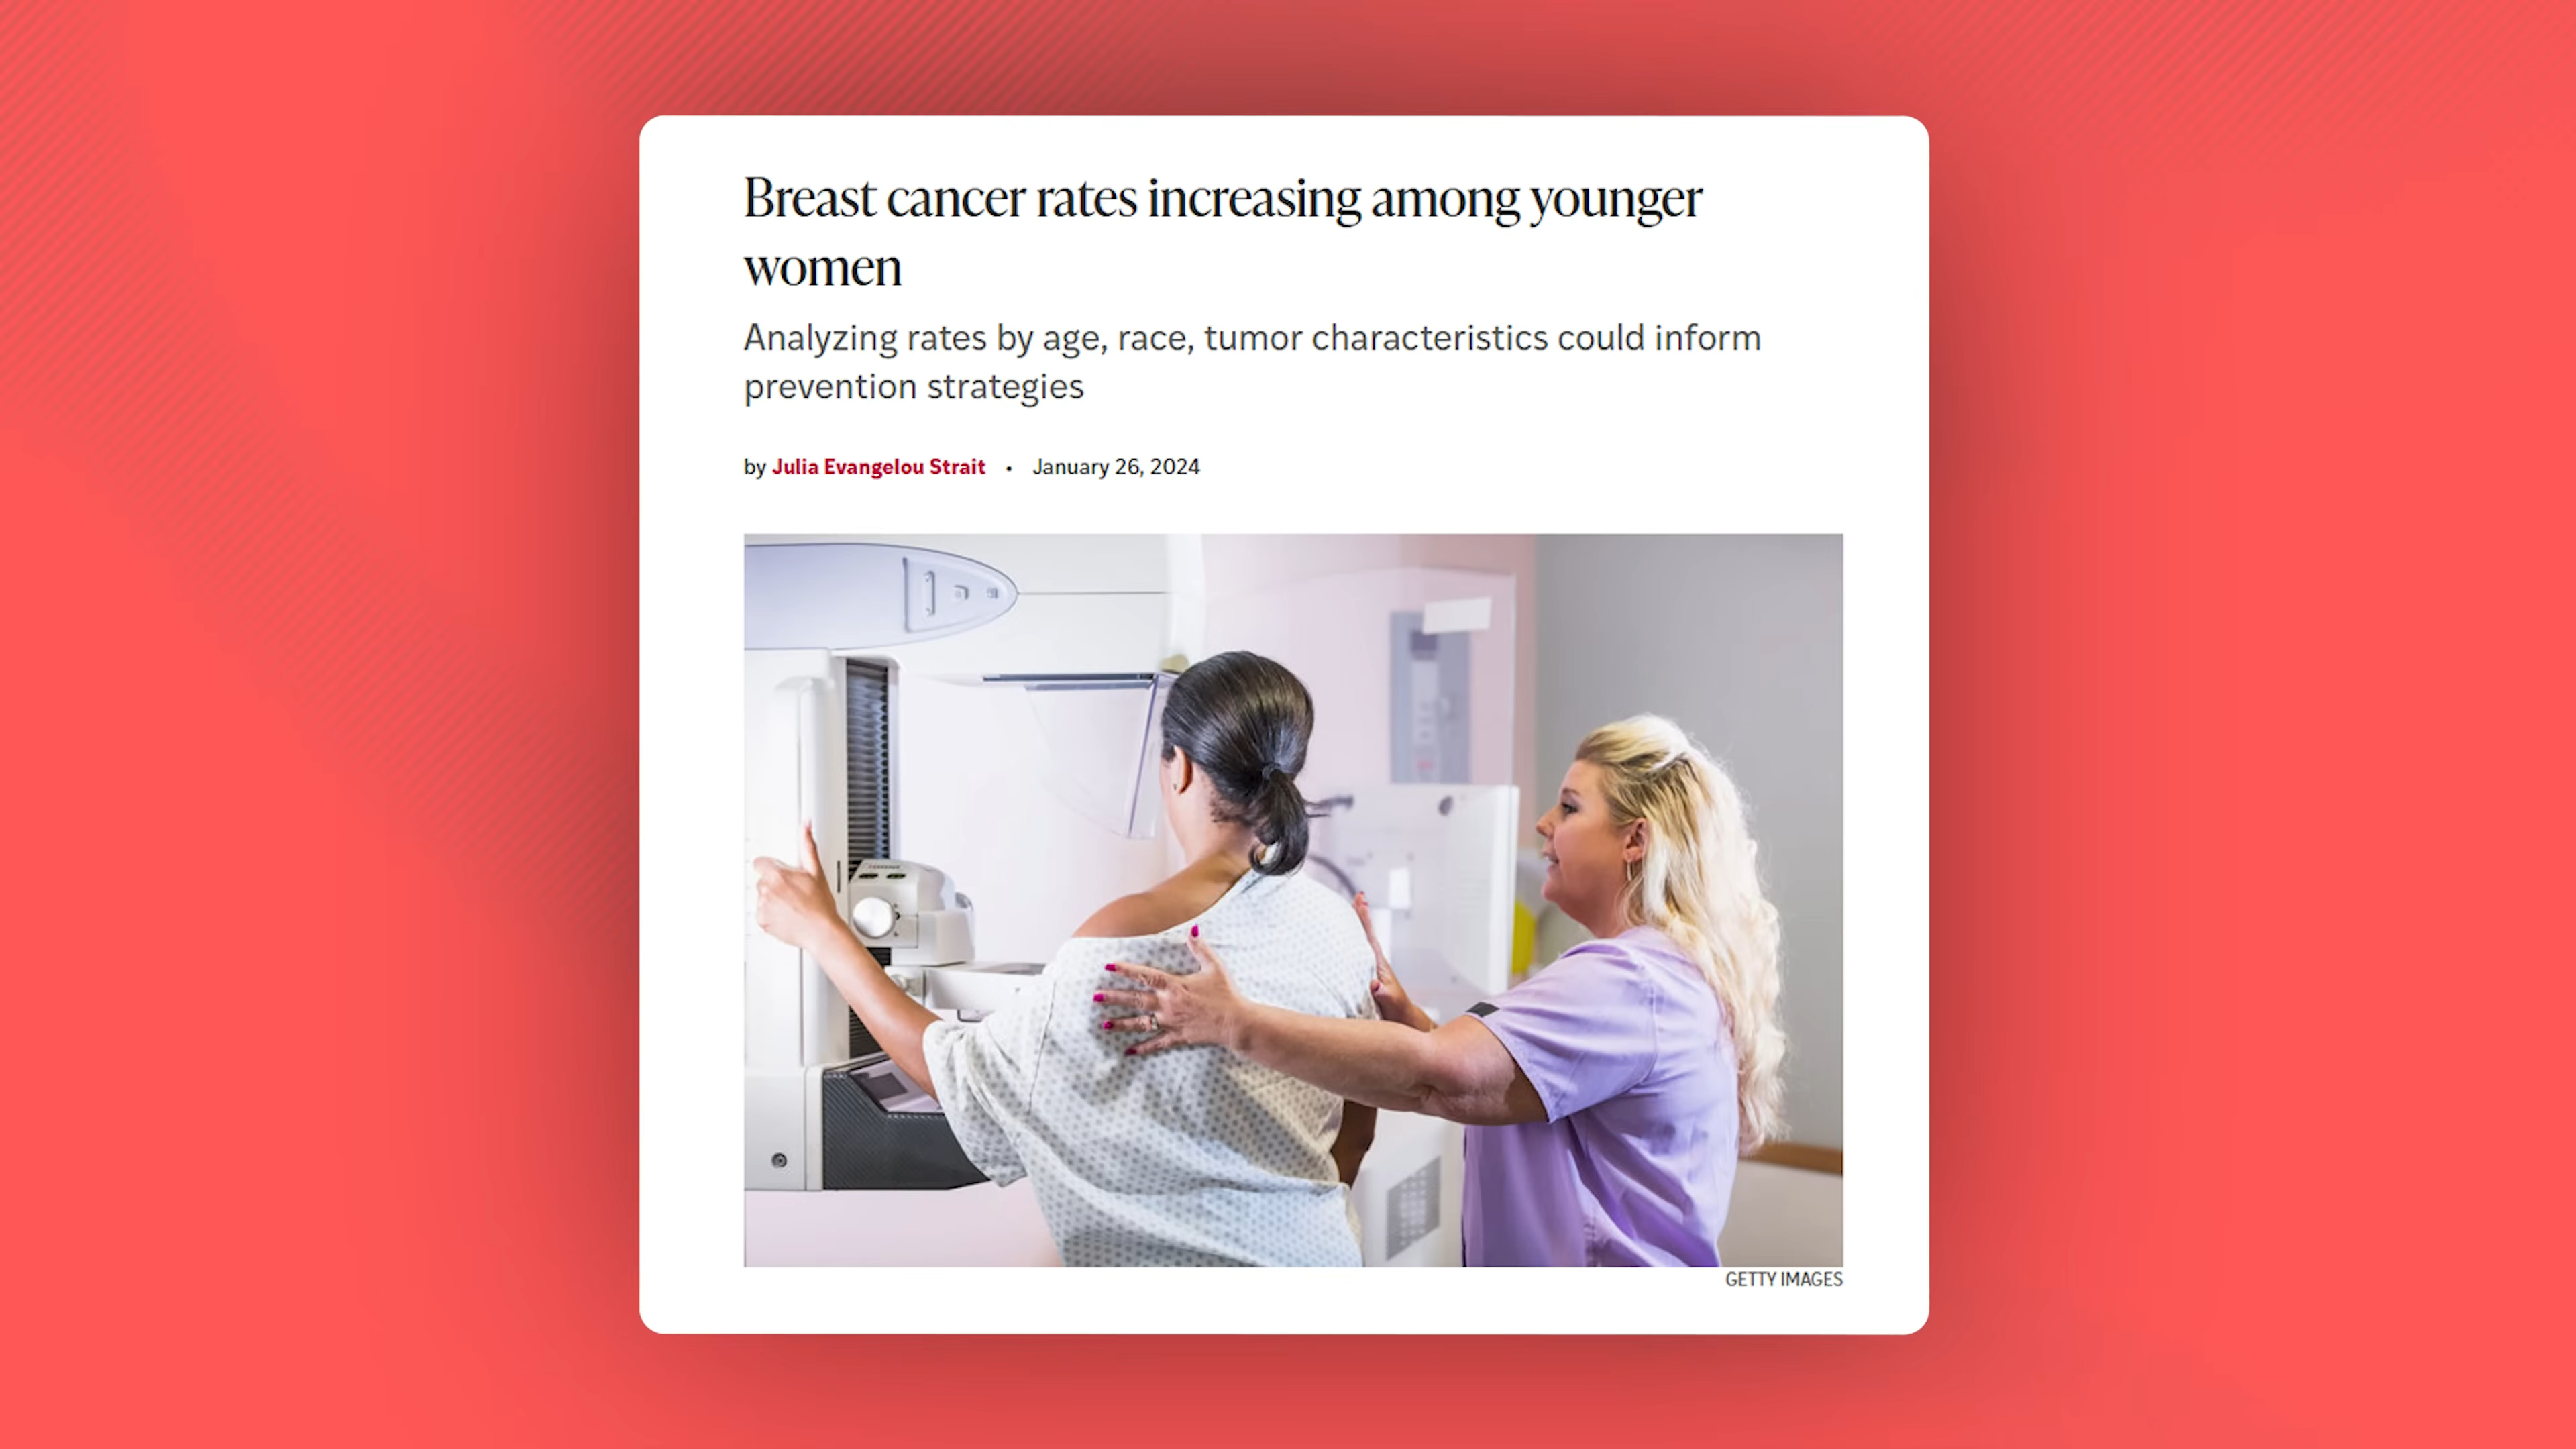 Breast cancer rates increasing among younger
women
Analyzing rates by age, race, tumor characteristics could inform
prevention strategies
by Julia Evangelou Strait • January 26, 2024
GETTY IMAGES